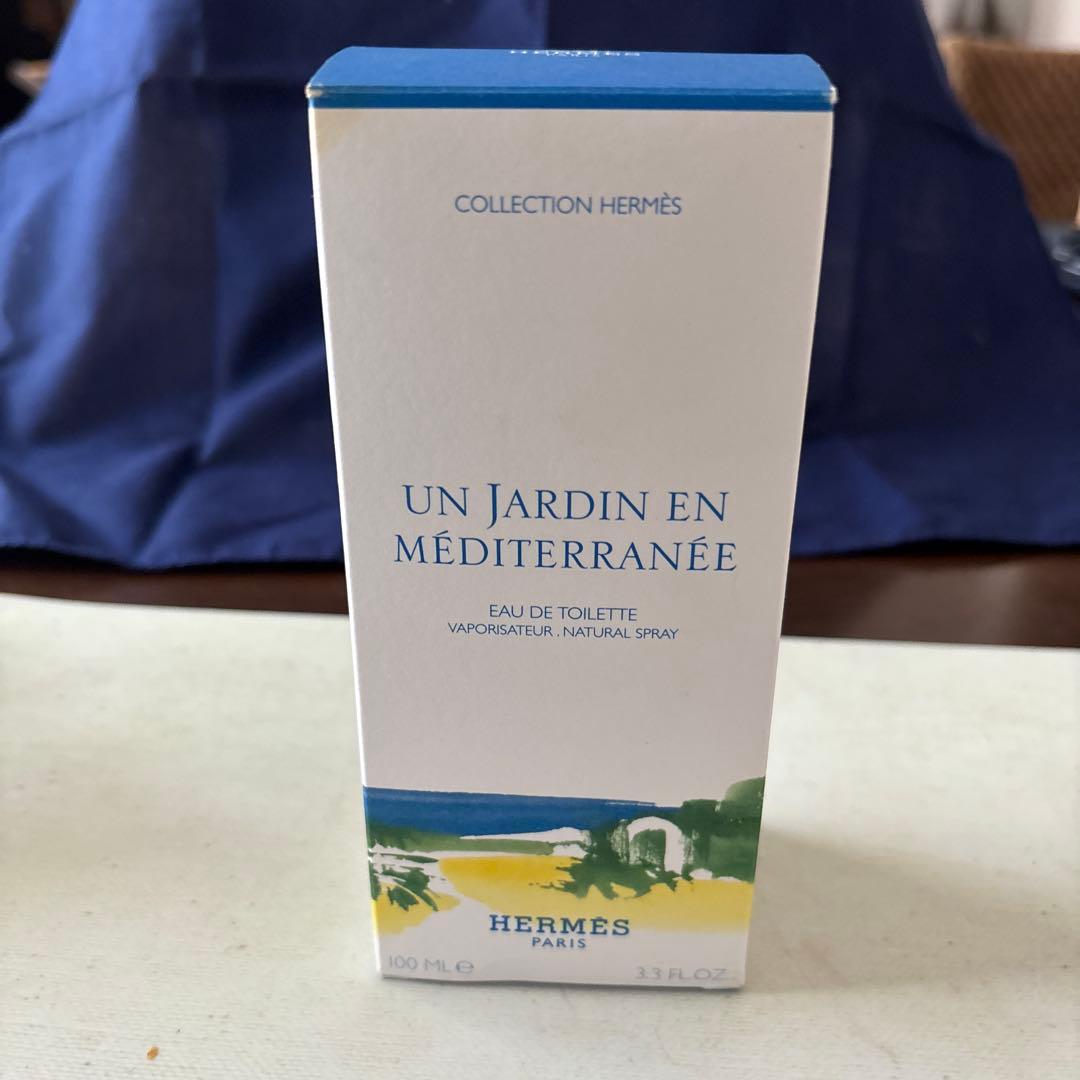 HERMÈS
COLLECTION HERMÈS
UN JARDIN EN
MÉDITERRANÉE
EAU DE TOILETTE
VAPORISATEUR . NATURAL SPRAY
HERMÈS
PARIS
100 ML ℮
3.3 FL.OZ